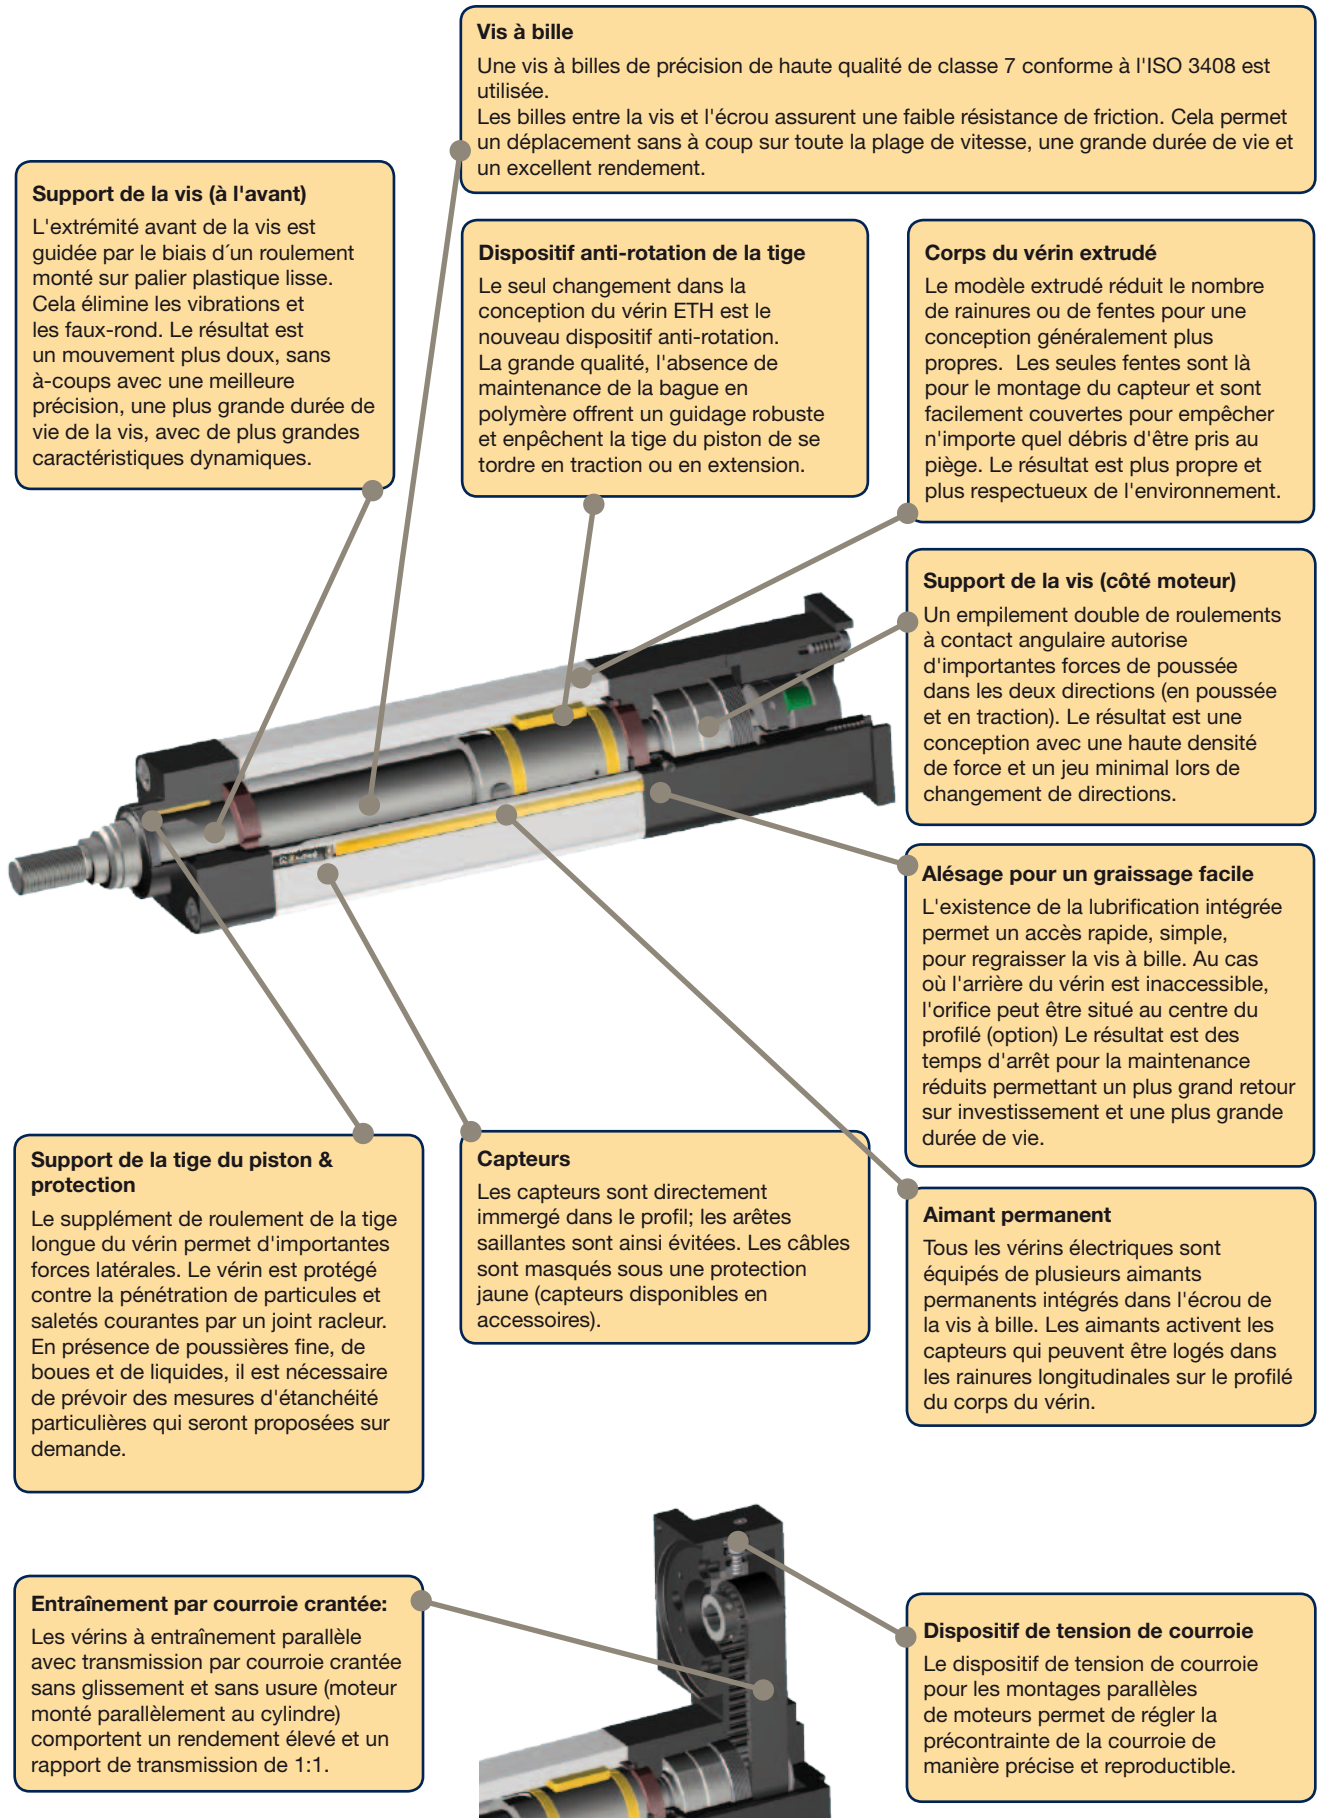 Vis à bille
Une vis à billes de précision de haute qualité de classe 7 conforme à l'ISO 3408 est
utilisée.
Les billes entre la vis et l'écrou assurent une faible résistance de friction. Cela permet
un déplacement sans à coup sur toute la plage de vitesse, une grande durée de vie et
un excellent rendement.
Support de la vis (à l'avant)
L'extrémité avant de la vis est
guidée par le biais d´un roulement
monté sur palier plastique lisse.
Cela élimine les vibrations et
les faux-rond. Le résultat est
un mouvement plus doux, sans
à-coups avec une meilleure
précision, une plus grande durée de
vie de la vis, avec de plus grandes
caractéristiques dynamiques.
Dispositif anti-rotation de la tige
Le seul changement dans la
conception du vérin ETH est le
nouveau dispositif anti-rotation.
La grande qualité, l'absence de
maintenance de la bague en
polymère offrent un guidage robuste
et enpêchent la tige du piston de se
tordre en traction ou en extension.
Corps du vérin extrudé
Le modèle extrudé réduit le nombre
de rainures ou de fentes pour une
conception généralement plus
propres.  Les seules fentes sont là
pour le montage du capteur et sont
facilement couvertes pour empêcher
n'importe quel débris d'être pris au
piège. Le résultat est plus propre et
plus respectueux de l'environnement.
Support de la vis (côté moteur)
Un empilement double de roulements
à contact angulaire autorise
d'importantes forces de poussée
dans les deux directions (en poussée
et en traction). Le résultat est une
conception avec une haute densité
de force et un jeu minimal lors de
changement de directions.
Alésage pour un graissage facile
L'existence de la lubrification intégrée
permet un accès rapide, simple,
pour regraisser la vis à bille. Au cas
où l'arrière du vérin est inaccessible,
l'orifice peut être situé au centre du
profilé (option) Le résultat est des
temps d'arrêt pour la maintenance
réduits permettant un plus grand retour
sur investissement et une plus grande
durée de vie.
Support de la tige du piston &
protection
Le supplément de roulement de la tige
longue du vérin permet d'importantes
forces latérales. Le vérin est protégé
contre la pénétration de particules et
saletés courantes par un joint racleur.
En présence de poussières fine, de
boues et de liquides, il est nécessaire
de prévoir des mesures d'étanchéité
particulières qui seront proposées sur
demande.
Capteurs
Les capteurs sont directement
immergé dans le profil; les arêtes
saillantes sont ainsi évitées. Les câbles
sont masqués sous une protection
jaune (capteurs disponibles en
accessoires).
Aimant permanent
Tous les vérins électriques sont
équipés de plusieurs aimants
permanents intégrés dans l'écrou de
la vis à bille. Les aimants activent les
capteurs qui peuvent être logés dans
les rainures longitudinales sur le profilé
du corps du vérin.
Entraînement par courroie crantée:
Les vérins à entraînement parallèle
avec transmission par courroie crantée
sans glissement et sans usure (moteur
monté parallèlement au cylindre)
comportent un rendement élevé et un
rapport de transmission de 1:1.
Dispositif de tension de courroie
Le dispositif de tension de courroie
pour les montages parallèles
de moteurs permet de régler la
précontrainte de la courroie de
manière précise et reproductible.